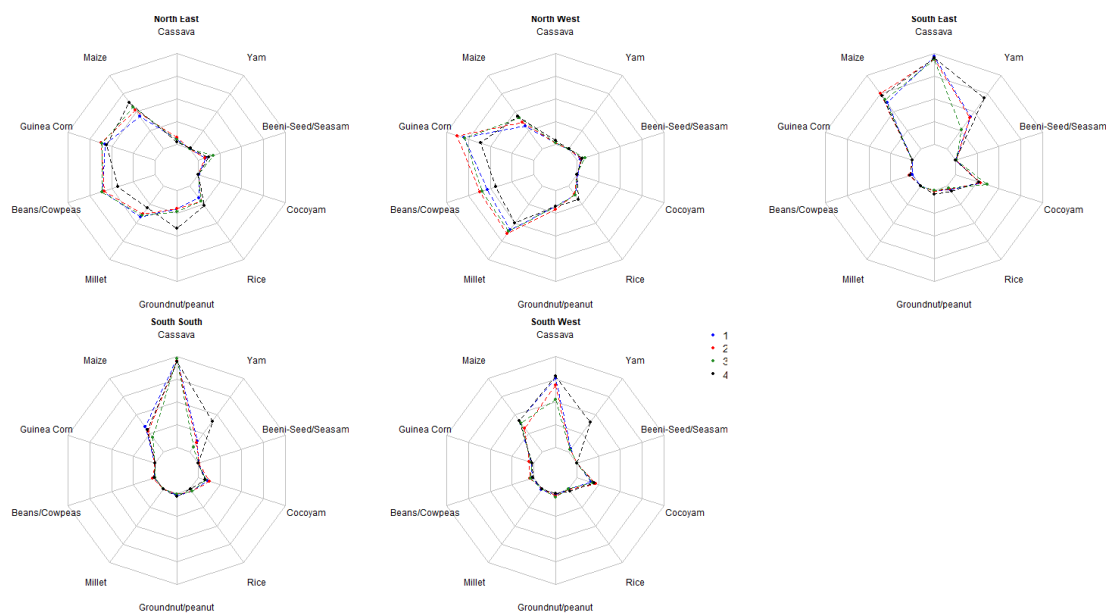 North East
Cassava
Maize
Yam
Guinea Corn
Beeni-Seed/Seasam
Beans/Cowpeas
Cocoyam
Millet
Rice
Groundnut/peanut
North West
Cassava
Maize
Yam
Guinea Corn
Beeni-Seed/Seasam
Beans/Cowpeas
Cocoyam
Millet
Rice
Groundnut/peanut
South East
Cassava
Maize
Yam
Guinea Corn
Beeni-Seed/Seasam
Beans/Cowpeas
Cocoyam
Millet
Rice
Groundnut/peanut
South South
Cassava
Maize
Yam
Guinea Corn
Beeni-Seed/Seasam
Beans/Cowpeas
Cocoyam
Millet
Rice
Groundnut/peanut
South West
Cassava
Maize
Yam
Guinea Corn
Beeni-Seed/Seasam
Beans/Cowpeas
Cocoyam
Millet
Rice
Groundnut/peanut
1
2
3
4